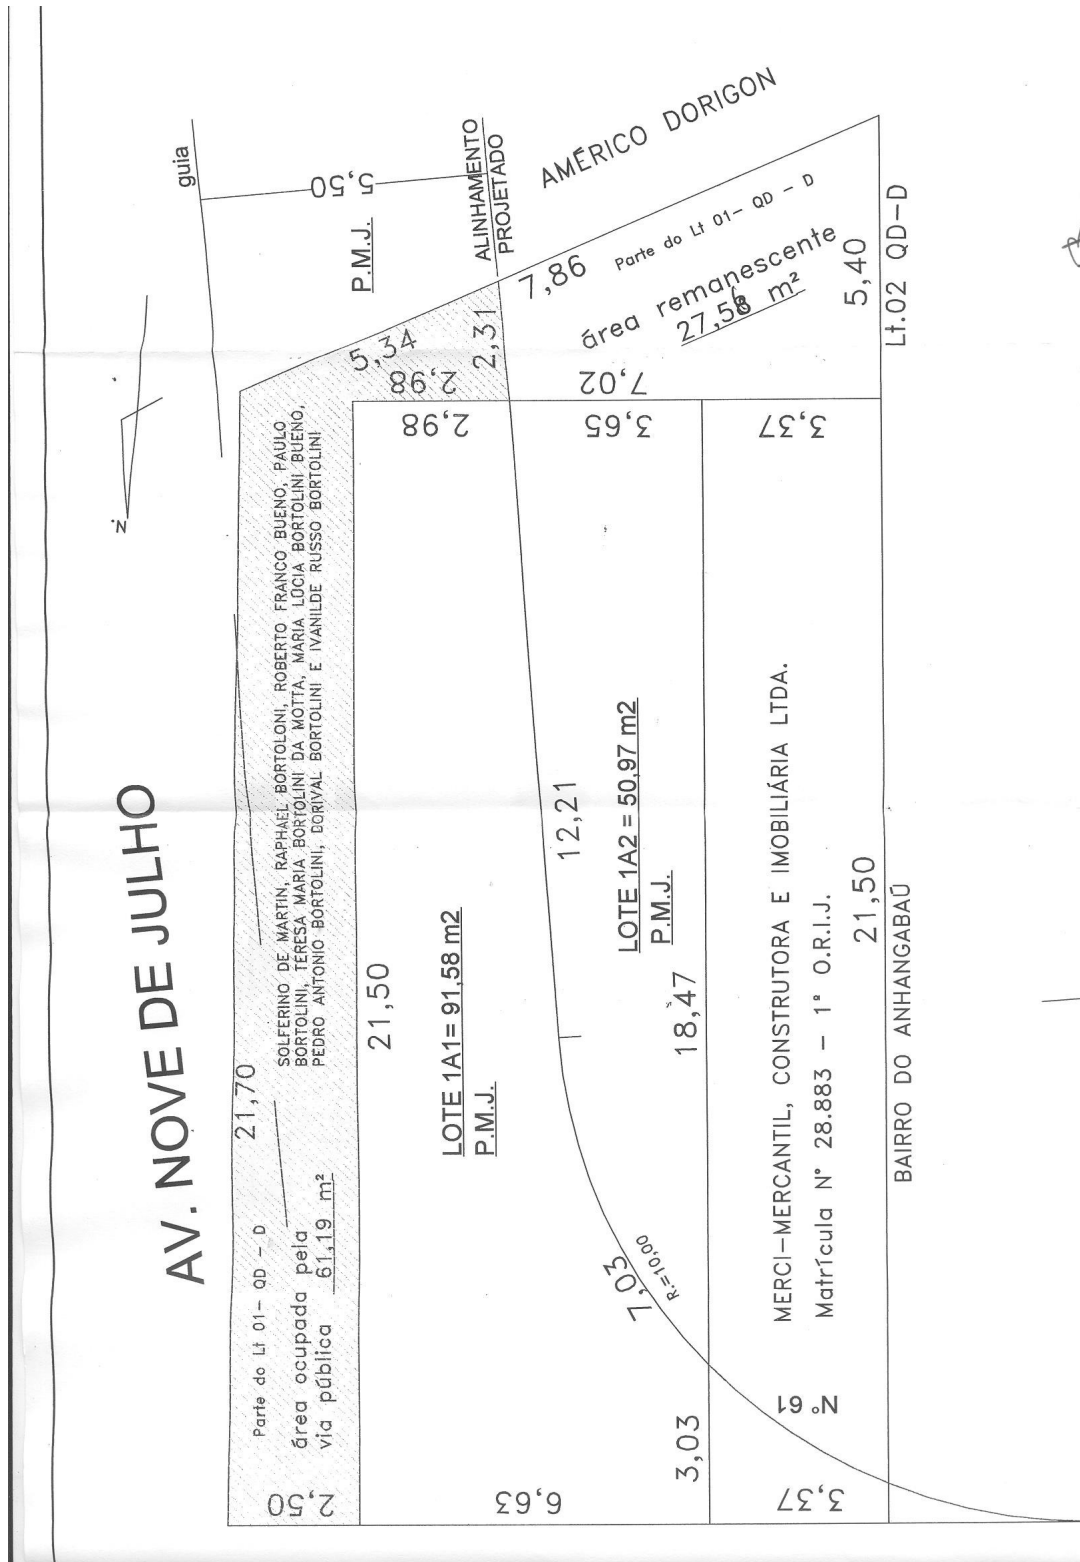 AV. NOVE DE JULHO
guia
5,50
P.M.J.
ALINHAMENTO
PROJETADO
AMÉRICO DORIGON
N.
21,70
Parte do Lt 01- QD - D
área ocupada pela
via pública 61,19 m²
SOLFERINO DE MARTIN, RAPHAEL BORTOLONI, ROBERTO FRANCO BUENO, PAULO
BORTOLINI, TERESA MARIA BORTOLINI DA MOTTA, MARIA LÚCIA BORTOLINI BUENO,
PEDRO ANTONIO BORTOLINI, DORIVAL BORTOLINI E IVANILDE RUSSO BORTOLINI
2,50
5,34
2,98
2,31
7,86
Parte do Lt 01- QD - D
área remanescente
m²
7,02
5,40
Lt.02 QD-D
21,50
2,98
LOTE 1A1= 91,58 m2
P.M.J.
6,63
12,21
7,03
R.=10,00
3,65
LOTE 1A2 = 50,97 m2
P.M.J.
18,47
3,03
3,37
MERCI-MERCANTIL, CONSTRUTORA E IMOBILIÁRIA LTDA.
Matrícula N° 28.883 - 1° O.R.I.J.
N° 61
3,37
21,50
BAIRRO DO ANHANGABAÚ